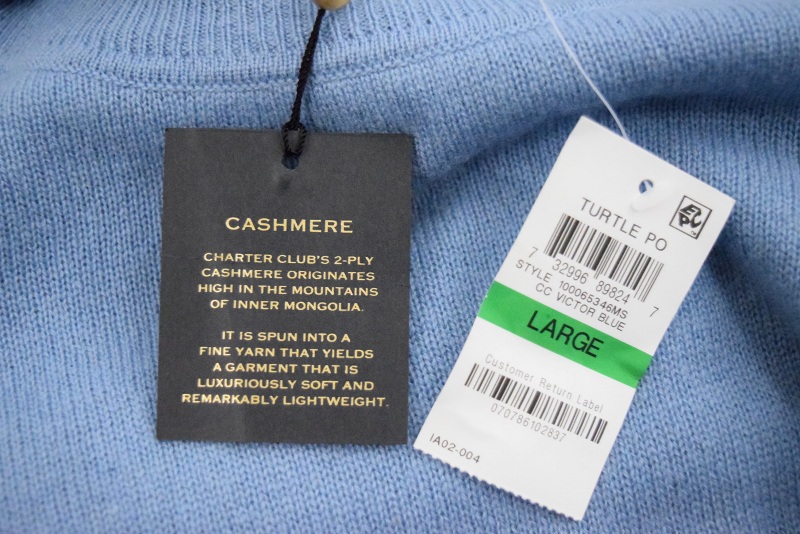 CASHMERE
CHARTER CLUB'S 2-PLY
CASHMERE ORIGINATES
HIGH IN THE MOUNTAINS
OF INNER MONGOLIA.
IT IS SPUN INTO A
FINE YARN THAT YIELDS
A GARMENT THAT IS
LUXURIOUSLY SOFT AND
REMARKABLY LIGHTWEIGHT.
TURTLE PO
7 32996 89824 7
STYLE 100065346MS
CC VICTOR BLUE
LARGE
Customer Return Label
070786102837
IA02-004